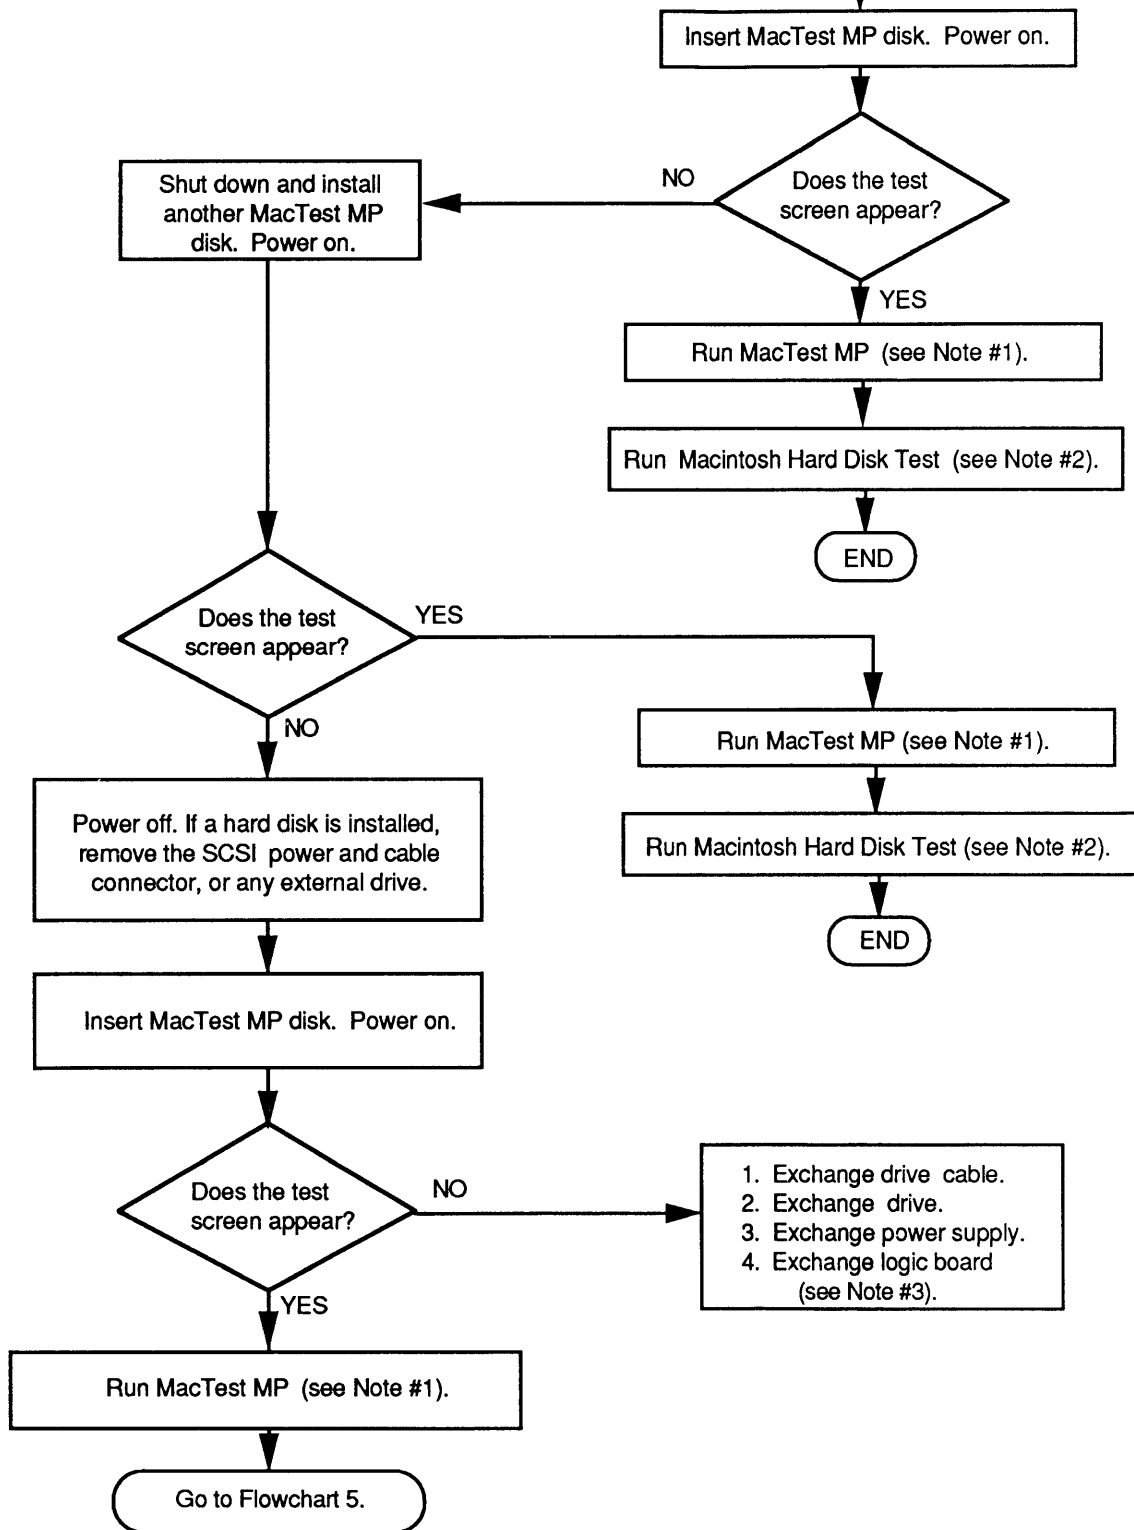 Insert MacTest MP disk. Power on.
Does the test
screen appear?
NO
Shut down and install
another MacTest MP
disk. Power on.
YES
Run MacTest MP (see Note #1).
Run Macintosh Hard Disk Test (see Note #2).
END
Does the test
screen appear?
YES
NO
Run MacTest MP (see Note #1).
Run Macintosh Hard Disk Test (see Note #2).
END
Power off. If a hard disk is installed,
remove the SCSI power and cable
connector, or any external drive.
Insert MacTest MP disk. Power on.
Does the test
screen appear?
NO
1. Exchange drive cable.
2. Exchange drive.
3. Exchange power supply.
4. Exchange logic board
(see Note #3).
YES
Run MacTest MP (see Note #1).
Go to Flowchart 5.